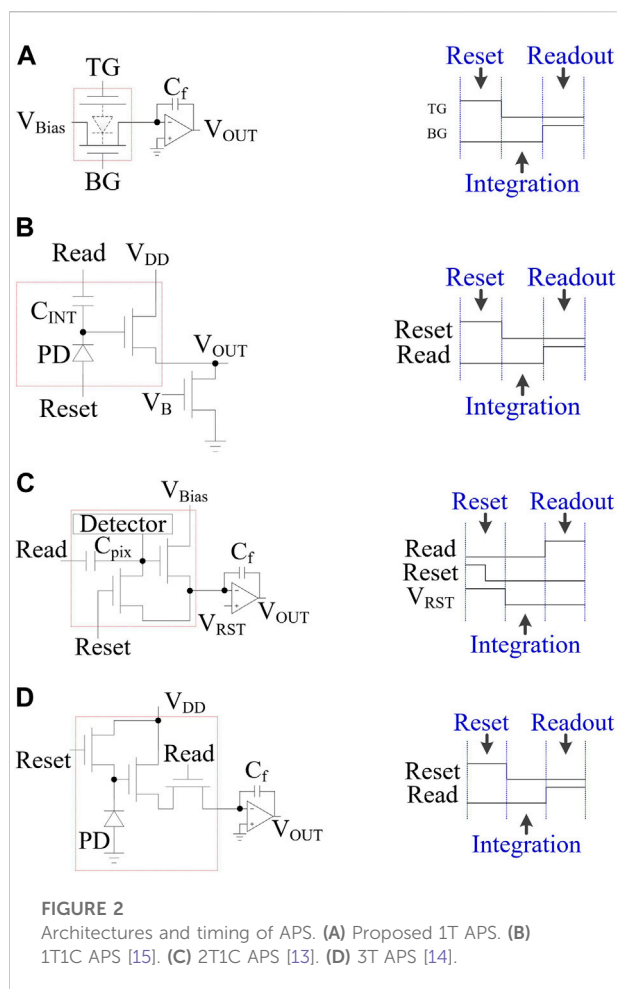 A
TG
V_Bias
C_f
V_OUT
BG
Reset Readout
TG
BG
Integration
B
Read
V_DD
C_INT
PD
V_OUT
Reset
V_B
Reset Readout
Reset
Read
Integration
C
V_Bias
Detector
Read
C_pix
C_f
V_RST
V_OUT
Reset
Reset Readout
Read
Reset
V_RST
Integration
D
V_DD
Reset
Read
C_f
PD
V_OUT
Reset Readout
Reset
Read
Integration
FIGURE 2
Architectures and timing of APS. (A) Proposed 1T APS. (B)
1T1C APS [15]. (C) 2T1C APS [13]. (D) 3T APS [14].